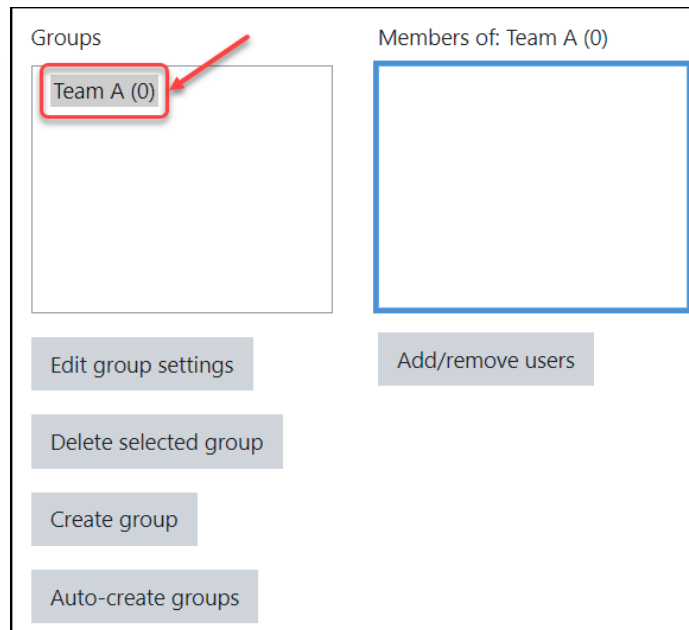 Groups
Team A (0)
Edit group settings
Delete selected group
Create group
Auto-create groups
Members of: Team A (0)
Add/remove users